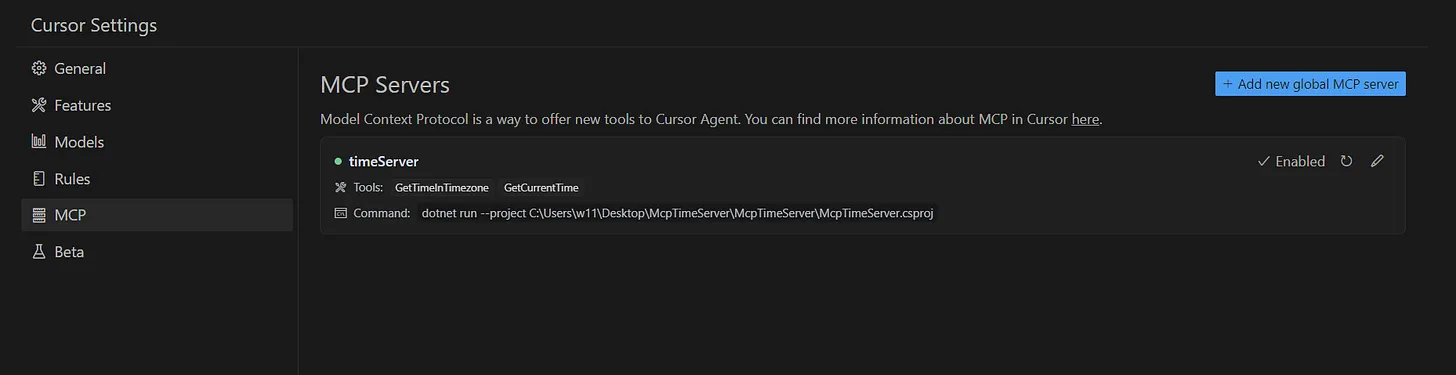 Cursor Settings
General
Features
Models
Rules
MCP
Beta
MCP Servers
+ Add new global MCP server
Model Context Protocol is a way to offer new tools to Cursor Agent. You can find more information about MCP in Cursor here.
timeServer
Enabled
Tools: GetTimeInTimezone GetCurrentTime
Command: dotnet run --project C:\Users\w11\Desktop\McpTimeServer\McpTimeServer\McpTimeServer.csproj